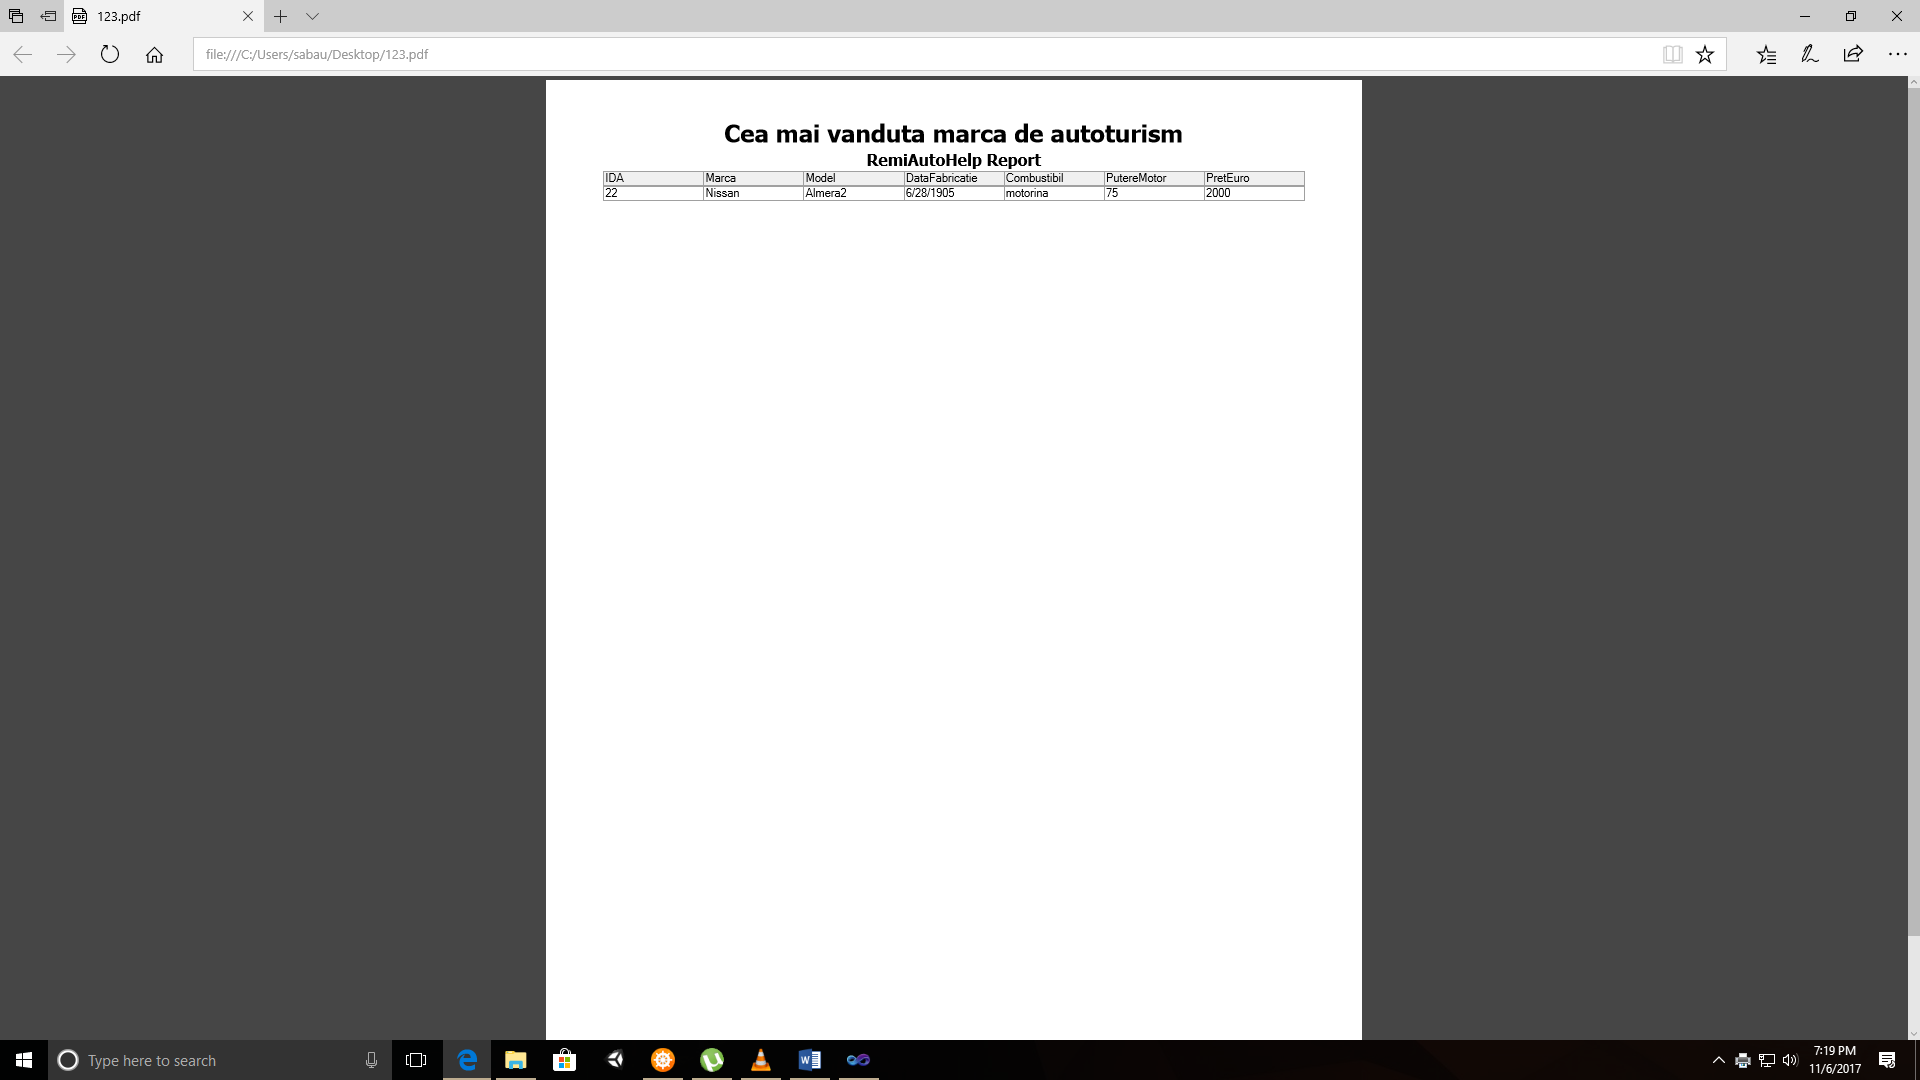 123.pdf
file:///C:/Users/sabau/Desktop/123.pdf
Cea mai vanduta marca de autoturism
RemiAutoHelp Report
IDA Marca Model DataFabricatie Combustibil PutereMotor PretEuro
22 Nissan Almera2 6/28/1905 motorina 75 2000
Type here to search
7:19 PM
11/6/2017